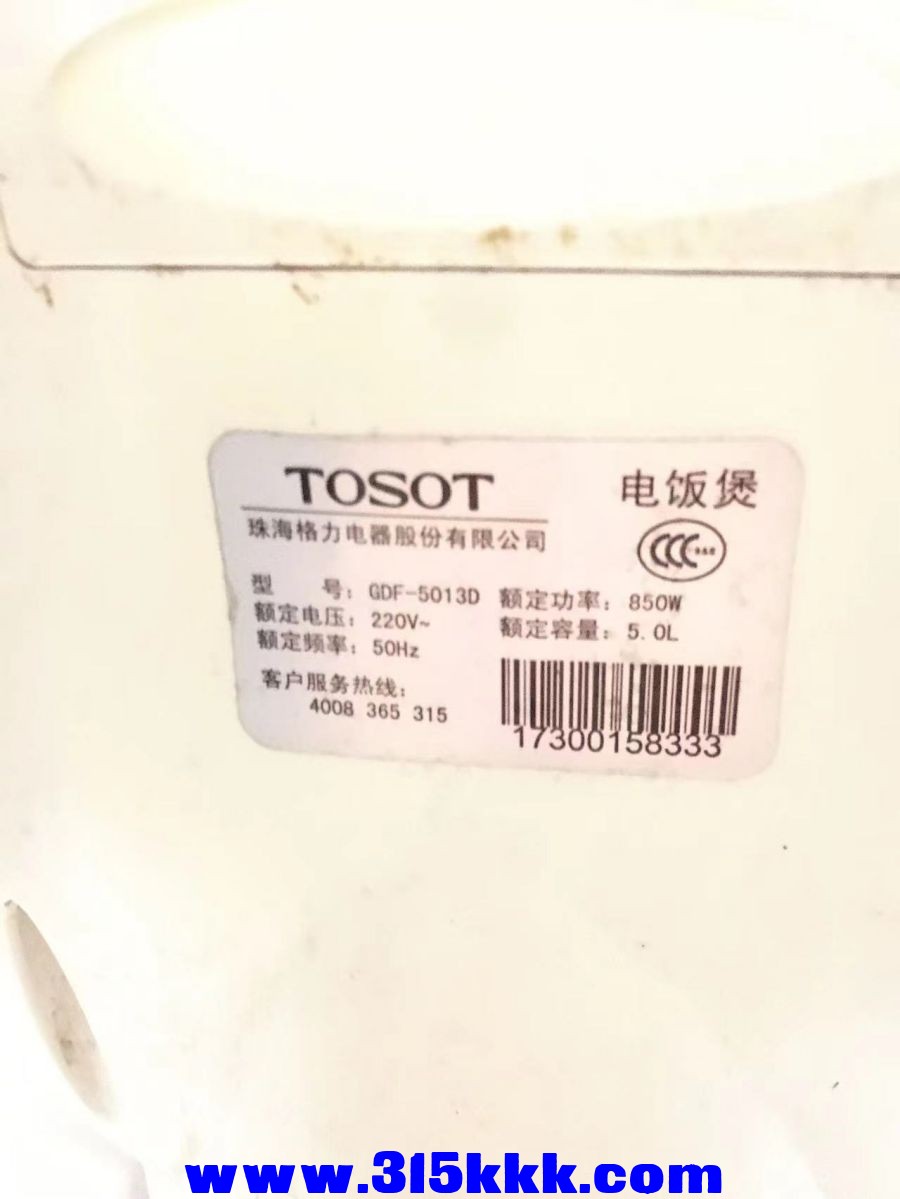 TOSOT 电饭煲
珠海格力电器股份有限公司
CCC
型 号: GDF-5013D 额定功率: 850W
额定电压: 220V~ 额定容量: 5.0L
额定频率: 50Hz
客户服务热线:
4008 365 315
17300158333
www.315kkk.com